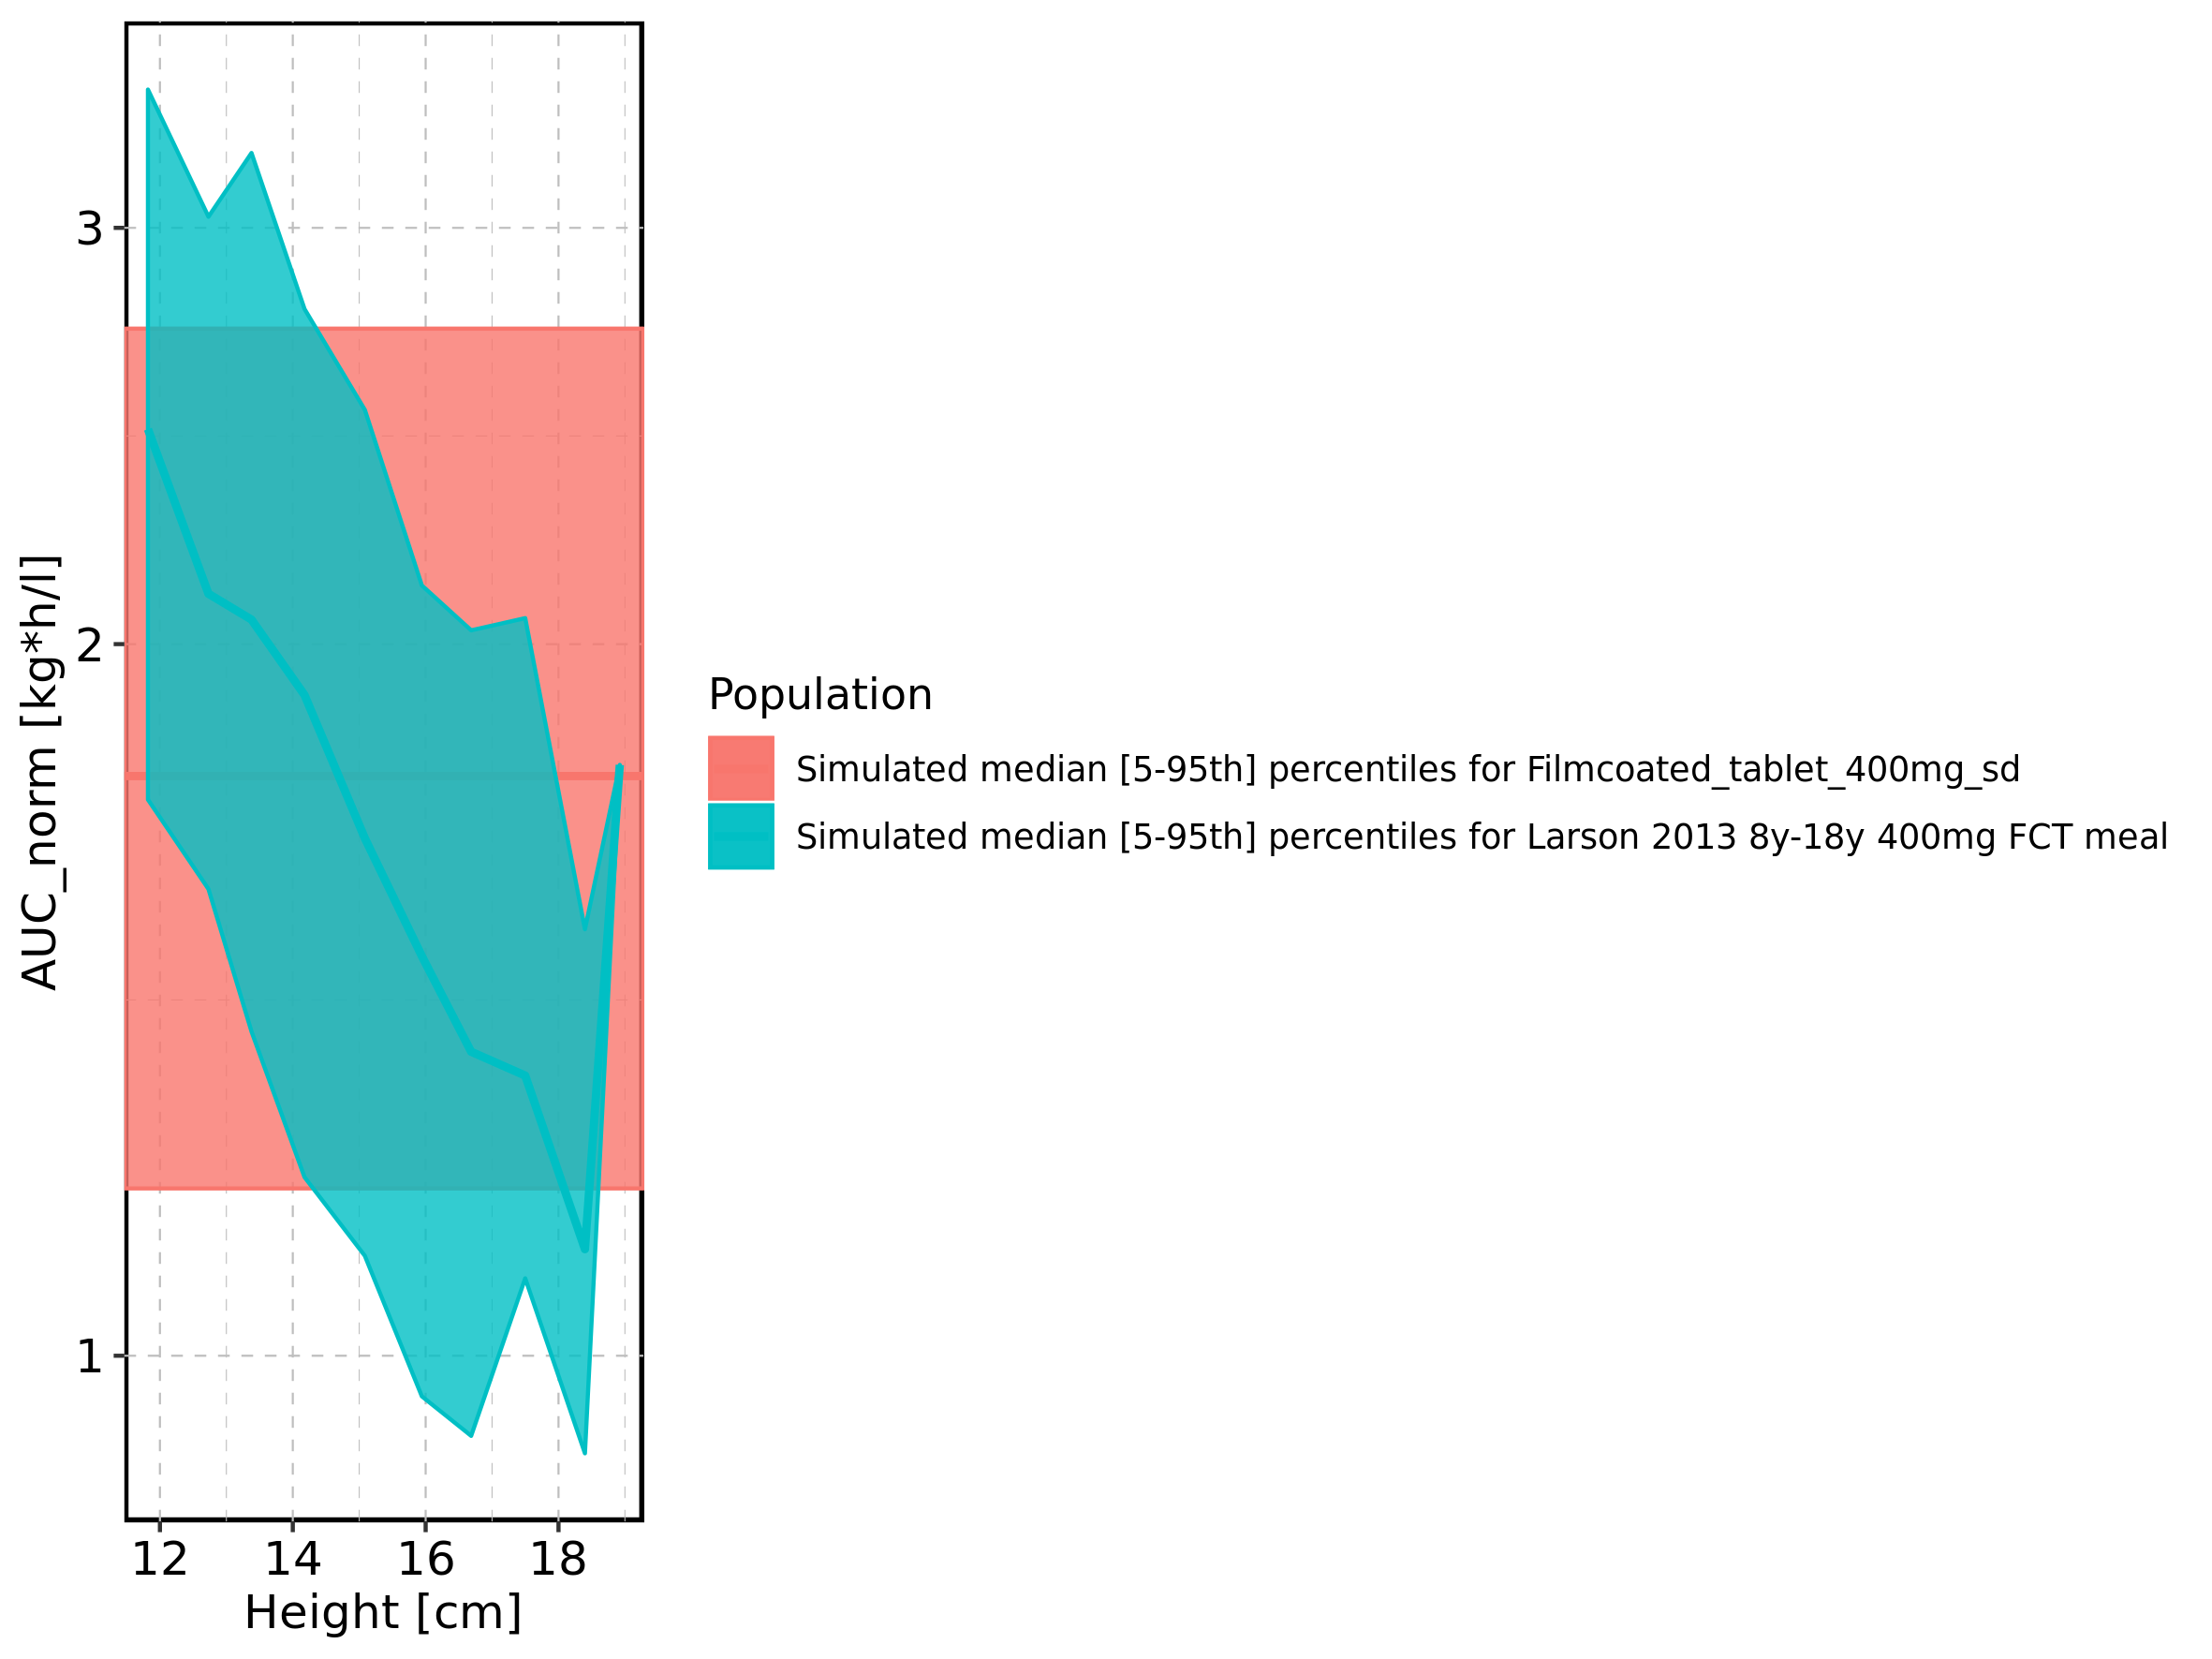 3
2
1
AUC_norm [kg*h/l]
12 14 16 18
Height [cm]
Population
Simulated median [5-95th] percentiles for Filmcoated_tablet_400mg_sd
Simulated median [5-95th] percentiles for Larson 2013 8y-18y 400mg FCT meal